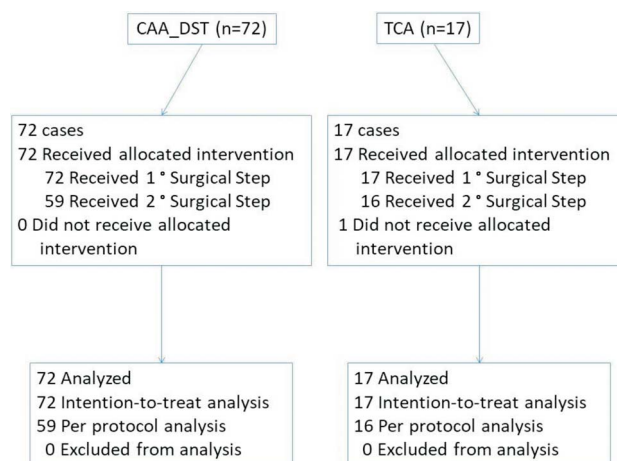 CAA_DST (n=72)
TCA (n=17)
72 cases
72 Received allocated intervention
72 Received 1° Surgical Step
59 Received 2° Surgical Step
0 Did not receive allocated
intervention
17 cases
17 Received allocated intervention
17 Received 1° Surgical Step
16 Received 2° Surgical Step
1 Did not receive allocated
intervention
72 Analyzed
72 Intention-to-treat analysis
59 Per protocol analysis
0 Excluded from analysis
17 Analyzed
17 Intention-to-treat analysis
16 Per protocol analysis
0 Excluded from analysis